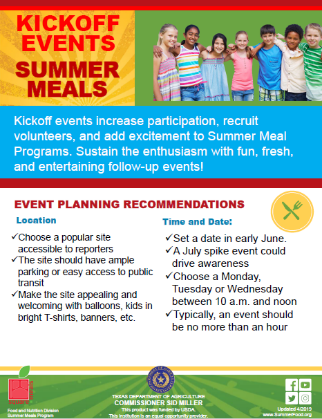 KICKOFF
EVENTS
SUMMER
MEALS
Kickoff events increase participation, recruit
volunteers, and add excitement to Summer Meal
Programs. Sustain the enthusiasm with fun, fresh,
and entertaining follow-up events!
EVENT PLANNING RECOMMENDATIONS
Location
✓Choose a popular site
accessible to reporters
✓The site should have ample
parking or easy access to public
transit
✓Make the site appealing and
welcoming with balloons, kids in
bright T-shirts, banners, etc.
Time and Date:
✓Set a date in early June.
✓A July spike event could
drive awareness
✓Choose a Monday,
Tuesday or Wednesday
between 10 a.m. and noon
✓Typically, an event should
be no more than an hour
Food and Nutrition Division
Summer Meals Program
TEXAS DEPARTMENT OF AGRICULTURE
COMMISSIONER SID MILLER
This product was funded by USDA.
This institution is an equal opportunity provider.
Updated 4/2019
www.SummerFood.org